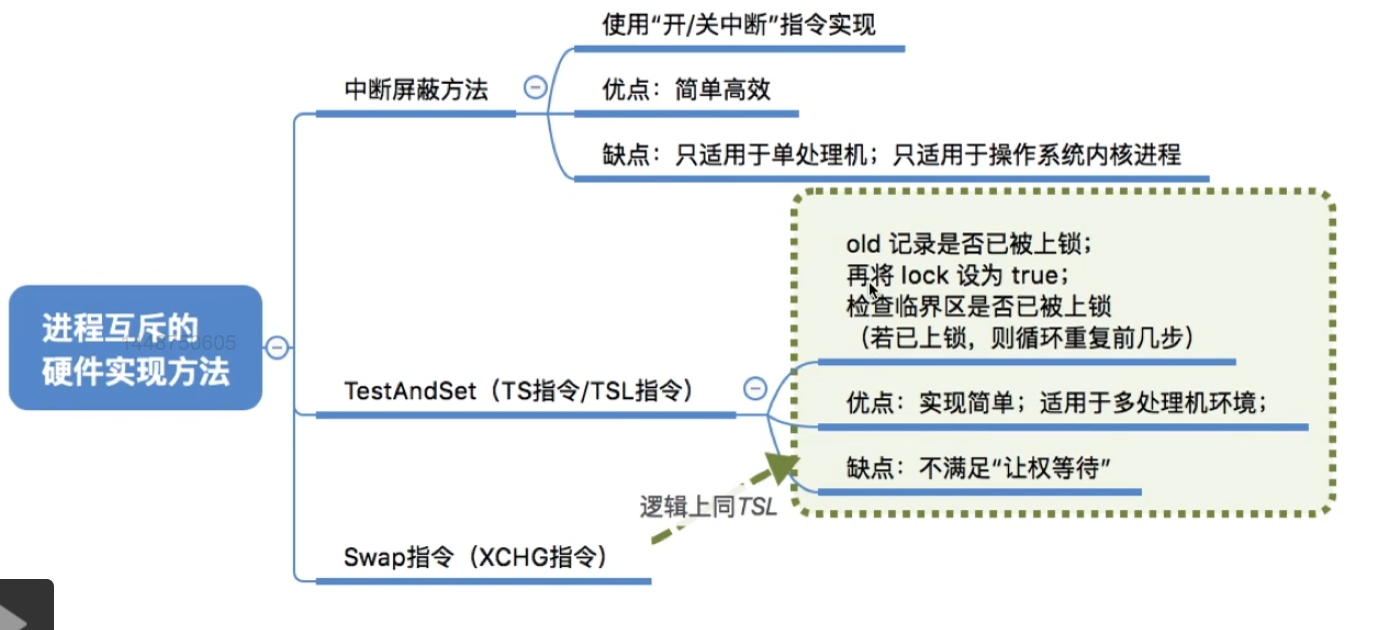 使用“开/关中断”指令实现
中断屏蔽方法
优点：简单高效
缺点：只适用于单处理机；只适用于操作系统内核进程
old 记录是否已被上锁；
再将 lock 设为 true；
检查临界区是否已被上锁
（若已上锁，则循环重复前几步）
进程互斥的
硬件实现方法
TestAndSet（TS指令/TSL指令）
优点：实现简单；适用于多处理机环境；
缺点：不满足“让权等待”
逻辑上同TSL
Swap指令（XCHG指令）